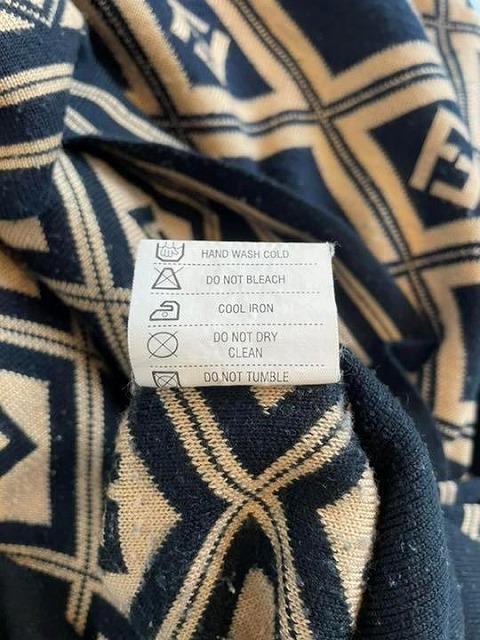 HAND WASH COLD
DO NOT BLEACH
COOL IRON
DO NOT DRY
CLEAN
DO NOT TUMBLE